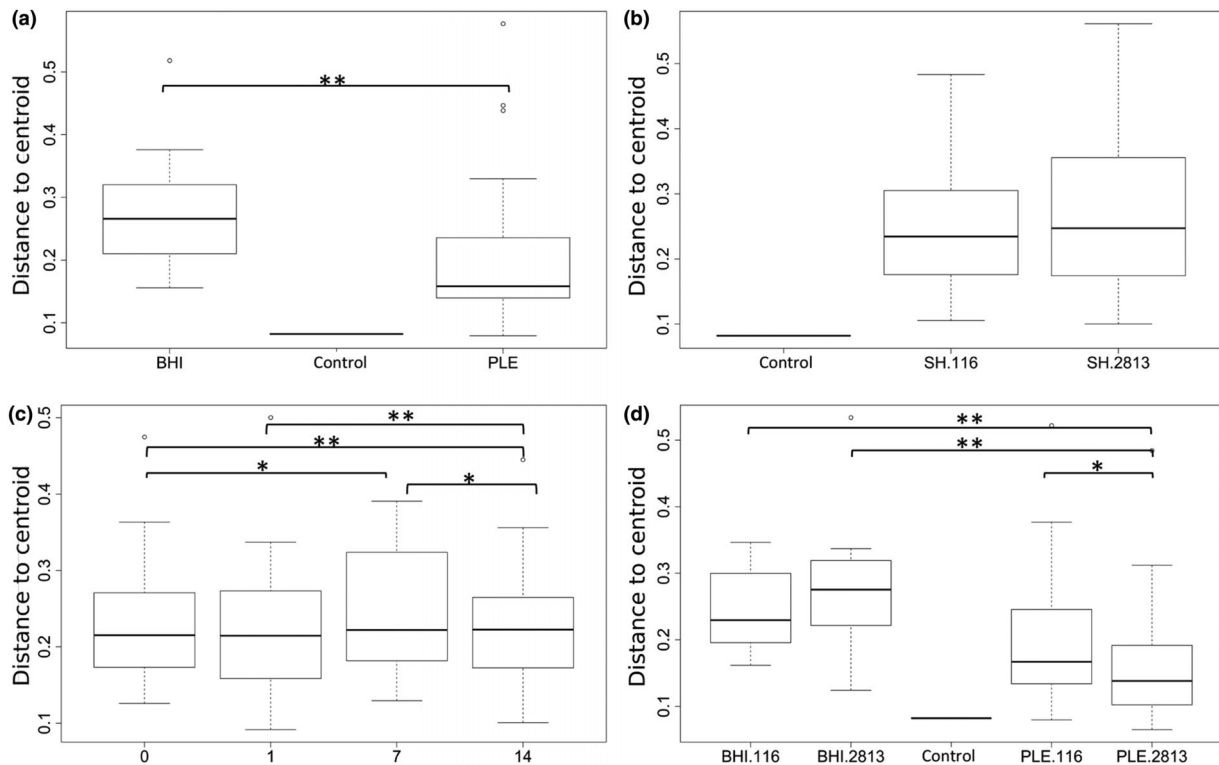 (a)
Distance to centroid
0.5
0.4
0.3
0.2
0.1
**
BHI Control PLE
(b)
Distance to centroid
0.5
0.4
0.3
0.2
0.1
Control SH.116 SH.2813
(c)
Distance to centroid
0.5
0.4
0.3
0.2
0.1
**
**
*
*
0 1 7 14
(d)
Distance to centroid
0.5
0.4
0.3
0.2
0.1
**
**
*
BHI.116 BHI.2813 Control PLE.116 PLE.2813